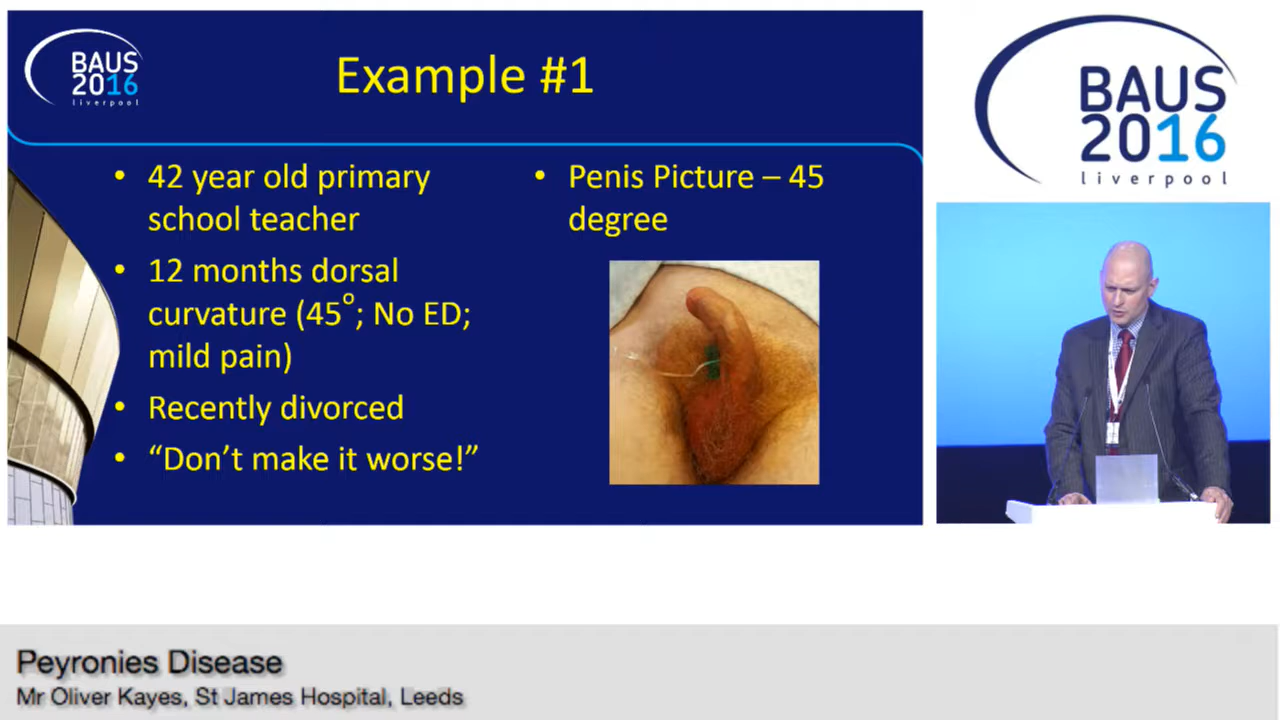 BAUS
2016
liverpool
Example #1
• 42 year old primary
school teacher
• 12 months dorsal
curvature (45°; No ED;
mild pain)
• Recently divorced
• “Don’t make it worse!”
• Penis Picture – 45
degree
BAUS
2016
liverpool
Peyronies Disease
Mr Oliver Kayes, St James Hospital, Leeds